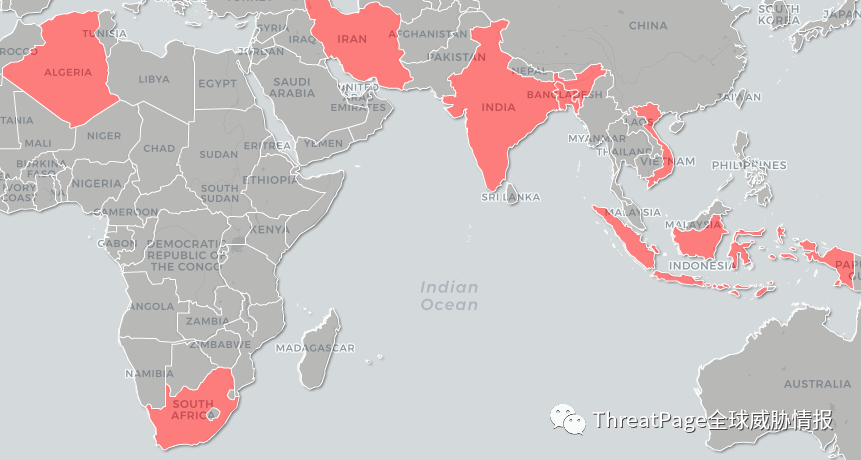 CHINA
SOUTH
KOREA
JAPAN
TUNISIA
SYRIA
IRAQ
IRAN
AFGHANISTAN
JORDAN
PAKISTAN
ALGERIA
LIBYA
EGYPT
SAUDI
ARABIA
UNITED
ARAB
EMIRATES
NEPAL
BANGLADESH
TAIWAN
INDIA
LAOS
MYANMAR
THAILAND
VIETNAM
PHILIPPINES
TANIA
MALI
NIGER
CHAD
SUDAN
ERITREA
YEMEN
BURKINA
FASO
IVORY
COAST
NIGERIA
SOUTH
SUDAN
ETHIOPIA
SRI LANKA
CAMEROON
MALAYSIA
MALAYSIA
GABON
DEMOCRATIC
REPUBLIC OF
THE CONGO
KENYA
INDONESIA
PAP
Indian
Ocean
ANGOLA
ZAMBIA
ZIMBABWE
MADAGASCAR
NAMIBIA
SOUTH
AFRICA
AUSTRALIA
ThreatPage全球威胁情报